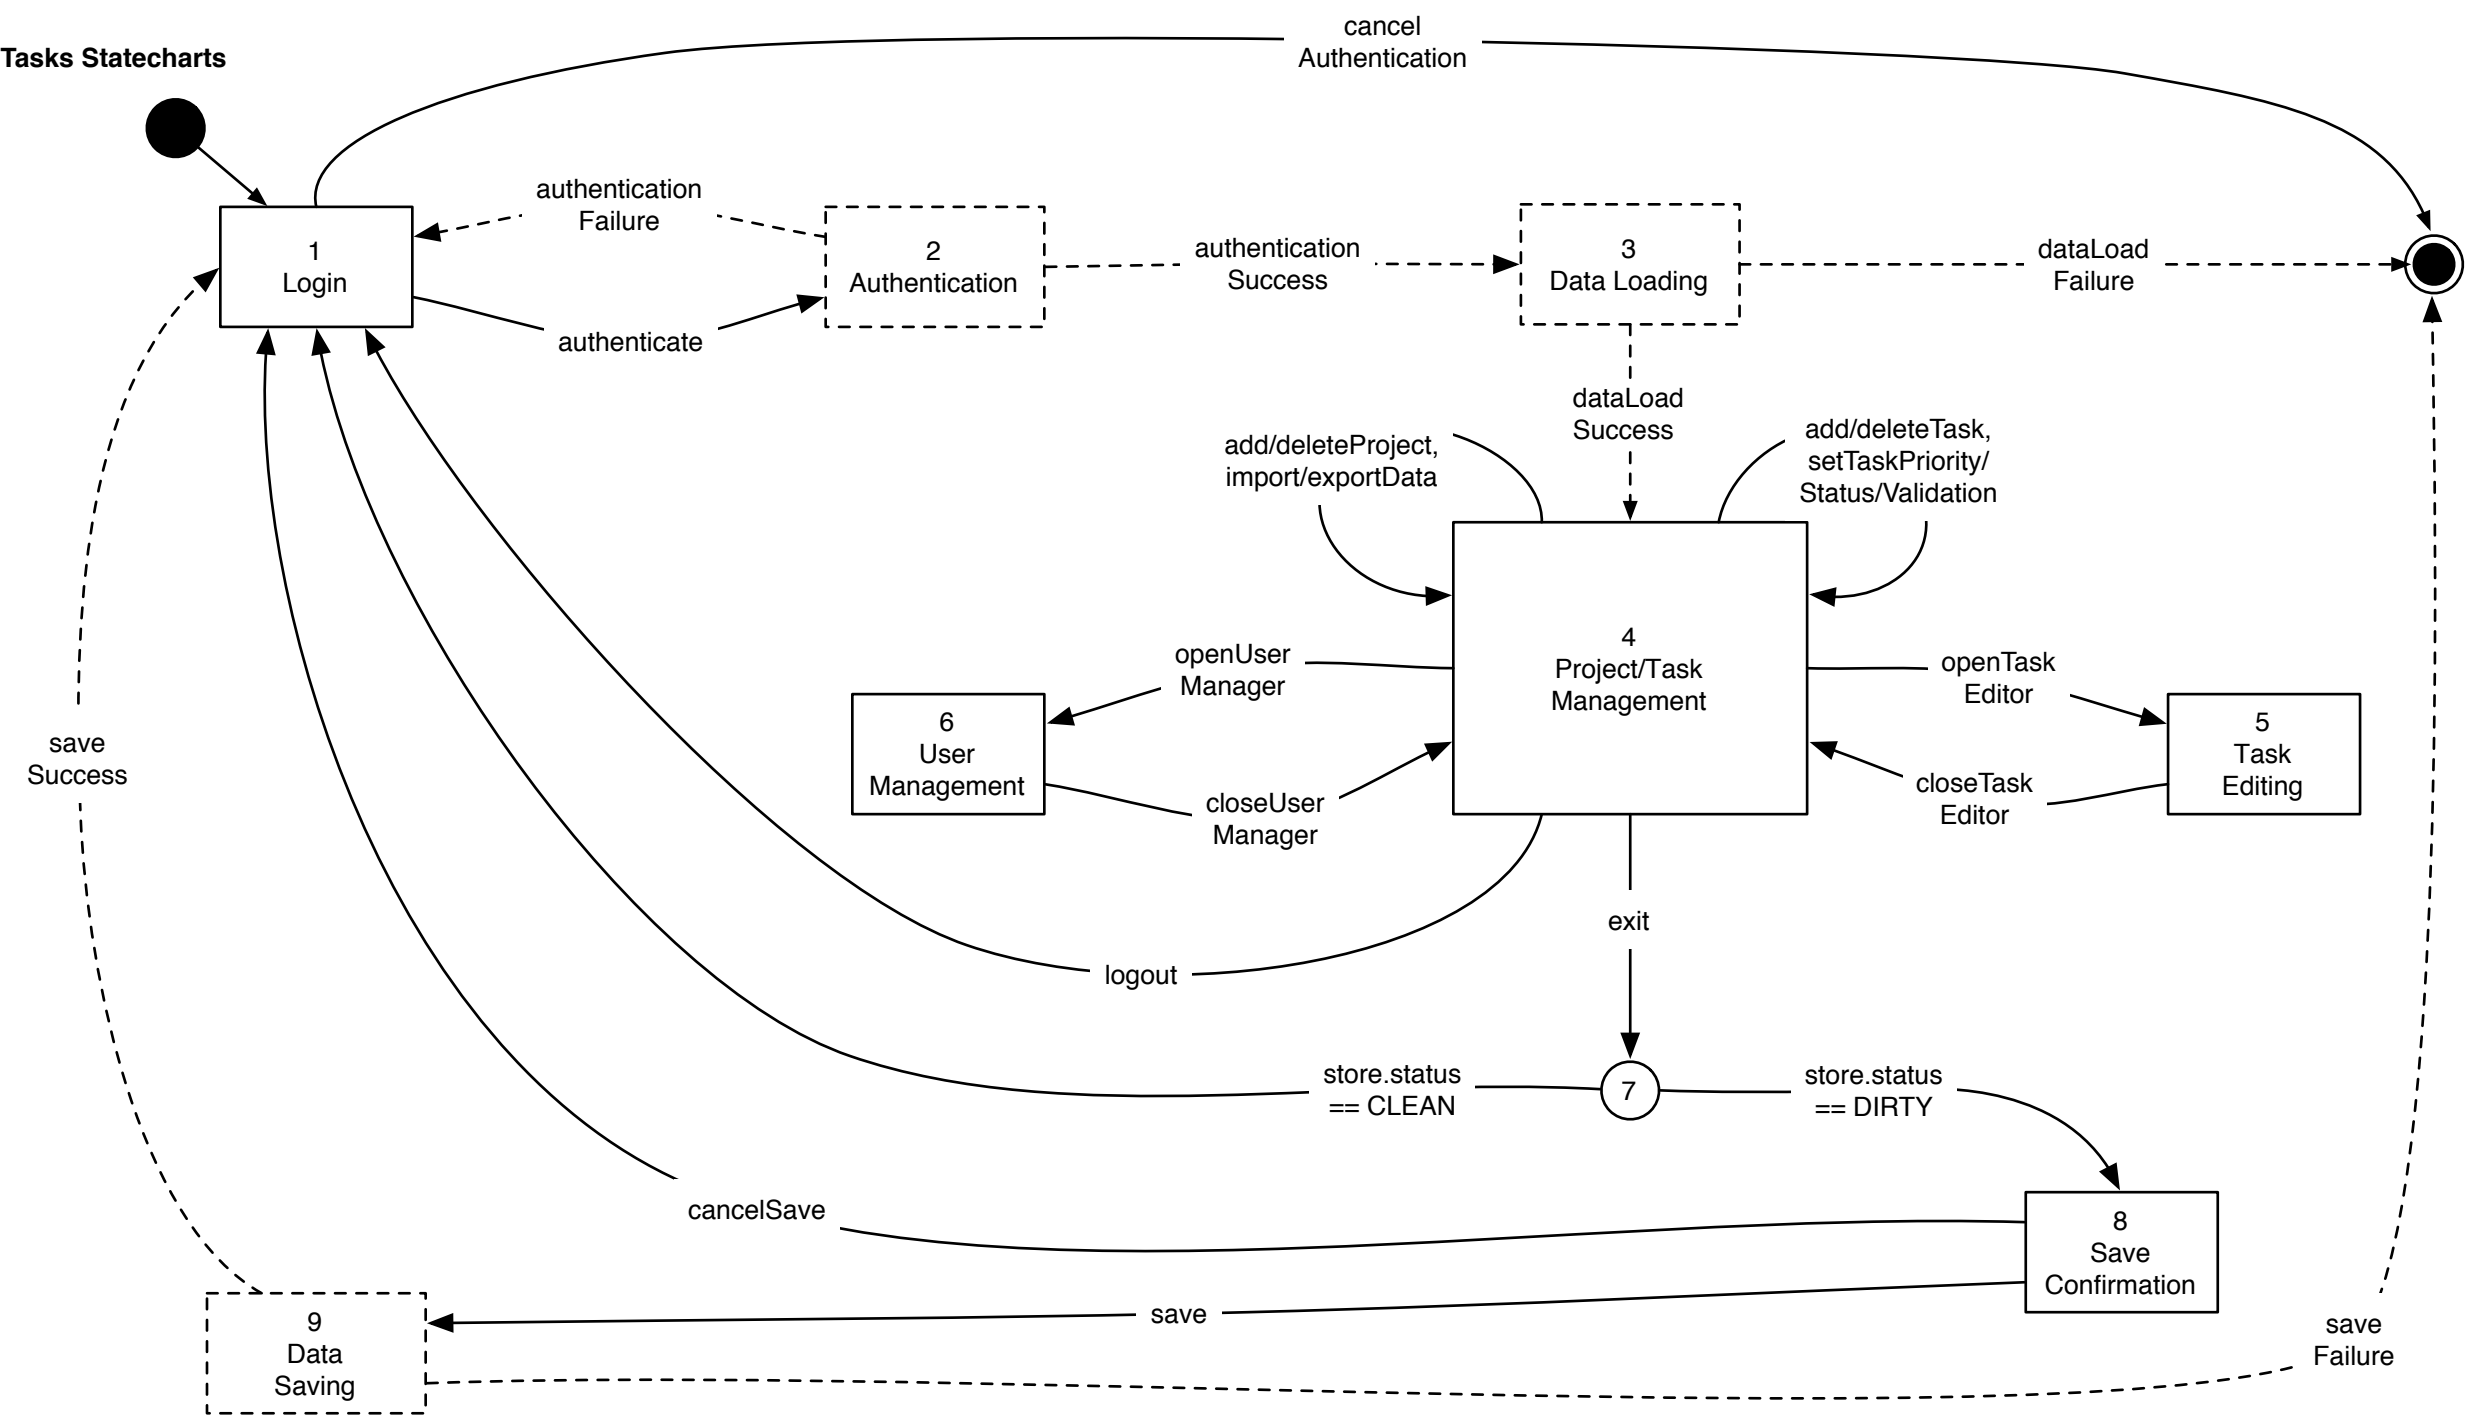 cancel
Authentication
Tasks Statecharts
authentication
Failure
1
Login
2
Authentication
authentication
Success
3
Data Loading
dataLoad
Failure
authenticate
dataLoad
Success
add/deleteProject,
import/exportData
add/deleteTask,
setTaskPriority/
Status/Validation
4
Project/Task
Management
openUser
Manager
openTask
Editor
6
User
Management
5
Task
Editing
closeUser
Manager
closeTask
Editor
save
Success
exit
logout
store.status
== CLEAN
7
store.status
== DIRTY
cancelSave
8
Save
Confirmation
save
9
Data
Saving
save
Failure